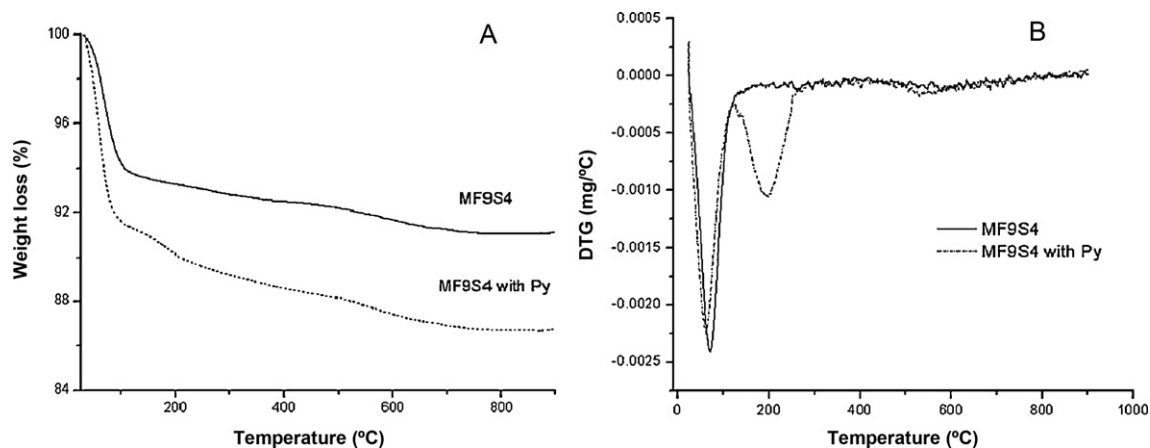 A
100
96
92
88
84
Weight loss (%)
MF9S4
MF9S4 with Py
200
400
600
800
Temperature (ºC)
B
0.0005
0.0000
-0.0005
-0.0010
-0.0015
-0.0020
-0.0025
DTG (mg/ºC)
MF9S4
MF9S4 with Py
0
200
400
600
800
1000
Temperature (ºC)